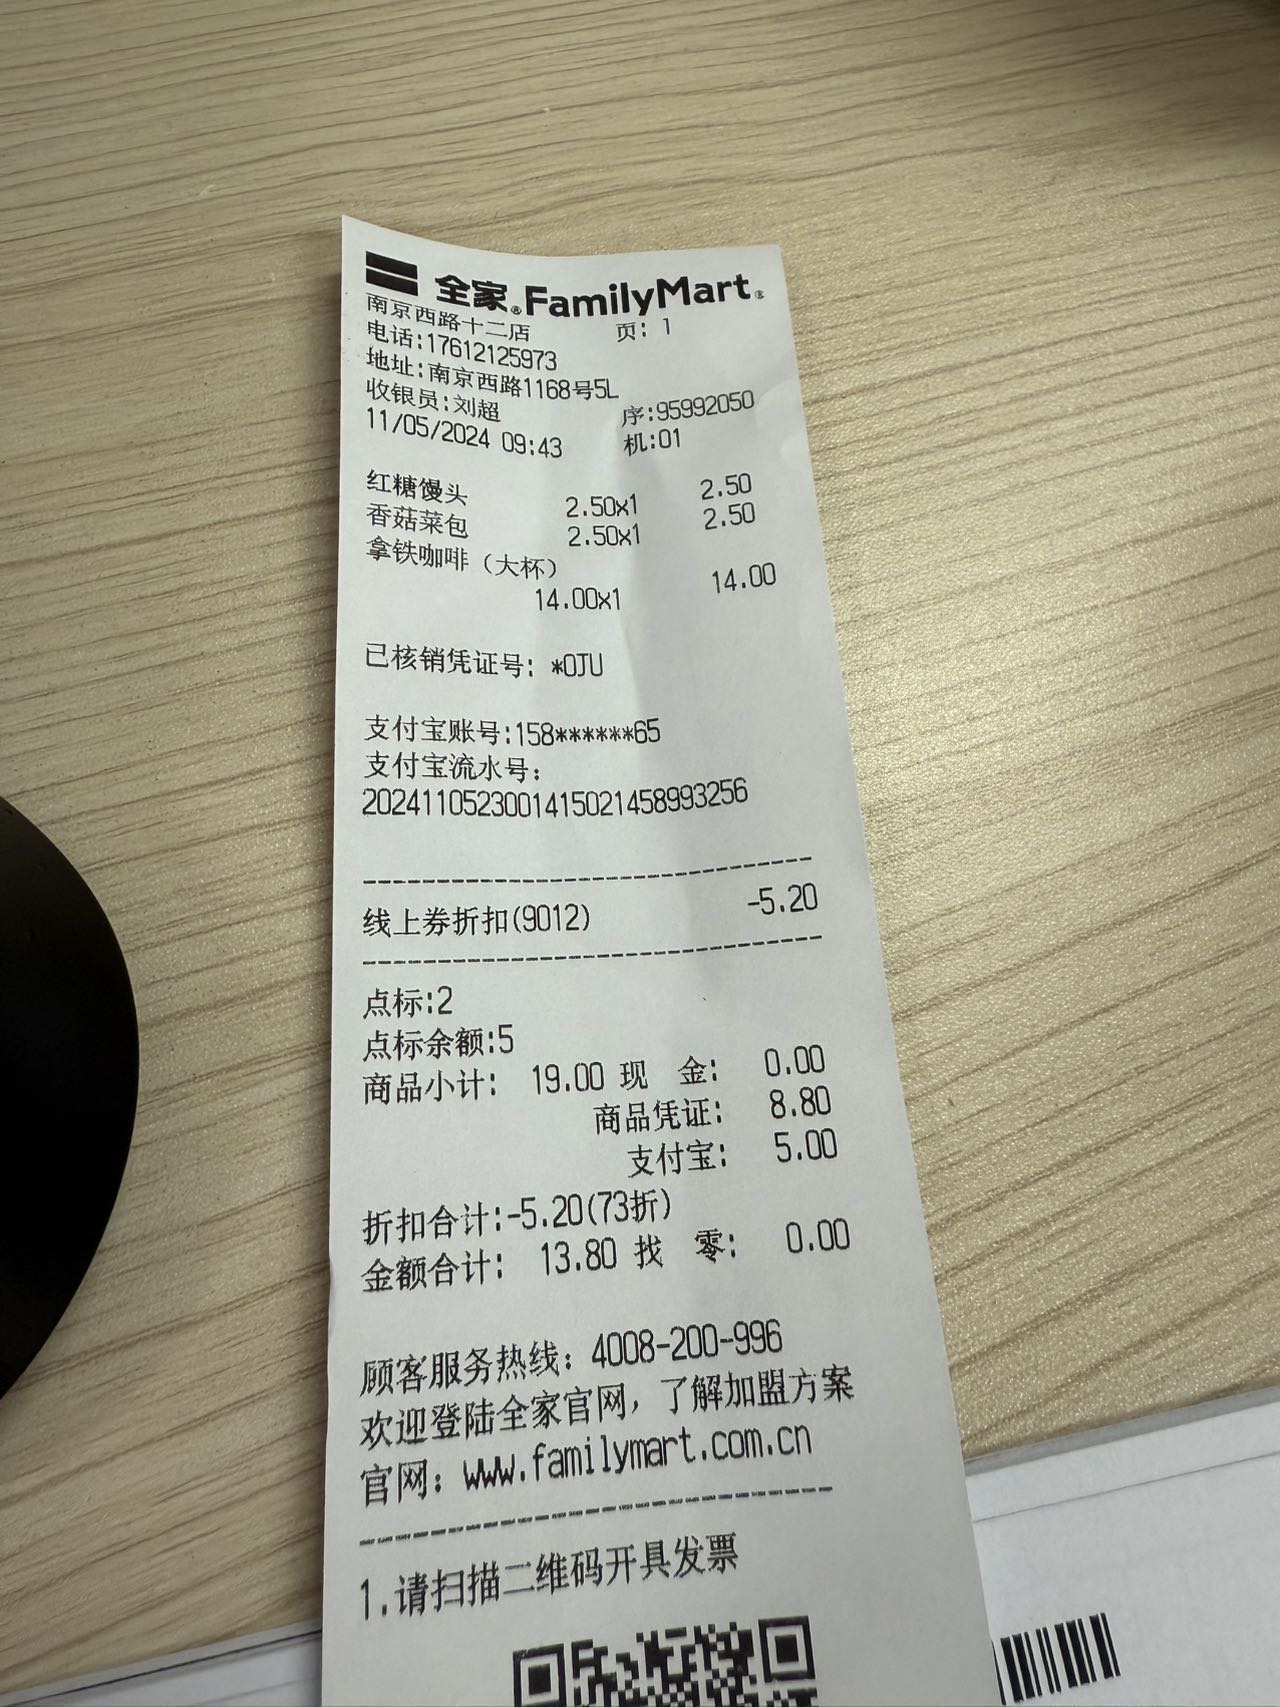 全家®FamilyMart®
南京西路十二店 页: 1
电话:17612125973
地址:南京西路1168号5L
收银员:刘超 序:95992050
11/05/2024 09:43 机:01
红糖馒头 2.50x1 2.50
香菇菜包 2.50x1 2.50
拿铁咖啡（大杯）
14.00x1 14.00
已核销凭证号: *OJU
支付宝账号:158******65
支付宝流水号:
2024110523001415021458993256
线上券折扣(9012) -5.20
点标:2
点标余额:5
商品小计: 19.00 现 金: 0.00
商品凭证: 8.80
支付宝: 5.00
折扣合计:-5.20(73折)
金额合计: 13.80 找 零: 0.00
顾客服务热线: 4008-200-996
欢迎登陆全家官网, 了解加盟方案
官网: www.familymart.com.cn
1.请扫描二维码开具发票